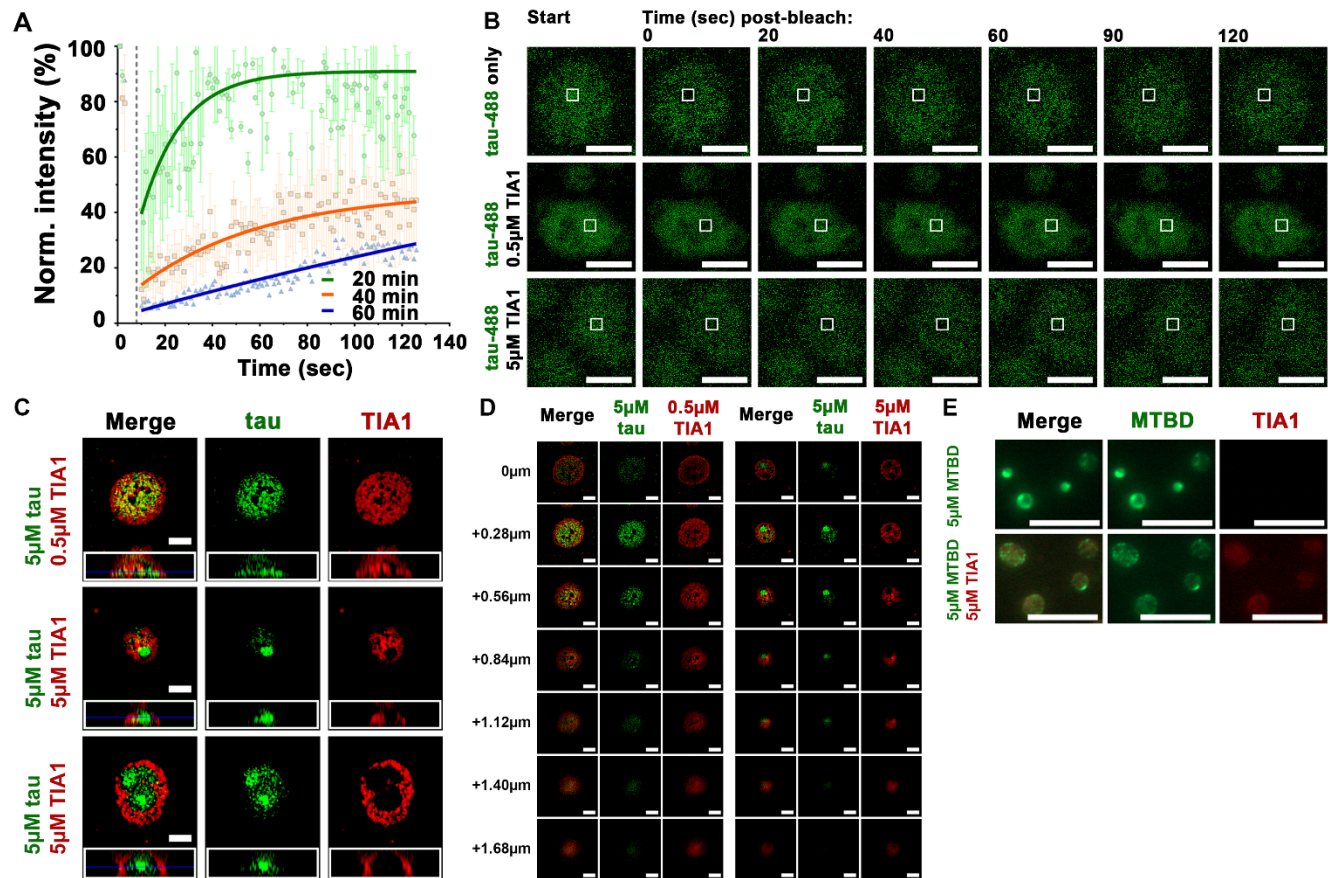 A
Norm. intensity (%)
100
80
60
40
20
0
0 20 40 60 80 100 120 140
Time (sec)
20 min
40 min
60 min
B
Start Time (sec) post-bleach:
0 20 40 60 90 120
tau-488 only
tau-488
0.5µM TIA1
tau-488
5µM TIA1
C
Merge tau TIA1
5µM tau
0.5µM TIA1
5µM tau
5µM TIA1
5µM tau
5µM TIA1
D
Merge 5µM tau 0.5µM TIA1 Merge 5µM tau 5µM TIA1
0µm
+0.28µm
+0.56µm
+0.84µm
+1.12µm
+1.40µm
+1.68µm
E
Merge MTBD TIA1
5µM MTBD
5µM MTBD
5µM TIA1